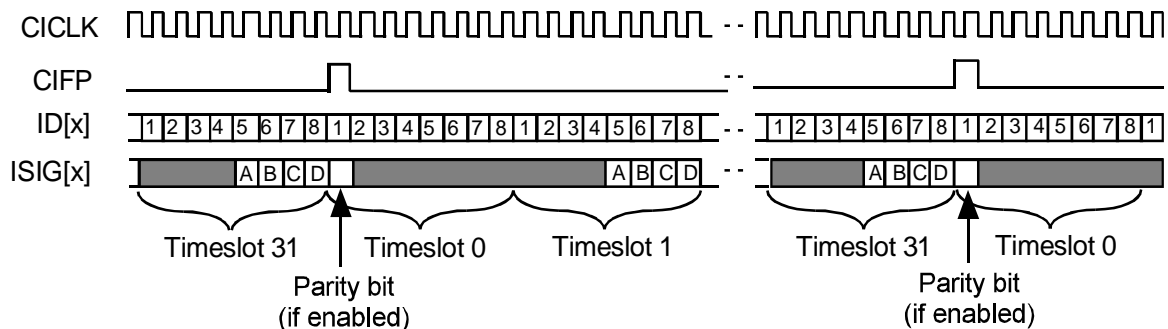 CICLK - -
CIFP - -
ID[x] 1 2 3 4 5 6 7 8 1 2 3 4 5 6 7 8 1 2 3 4 5 6 7 8 - - 1 2 3 4 5 6 7 8 1 2 3 4 5 6 7 8 1
ISIG[x] A B C D A B C D - - A B C D
Timeslot 31 Timeslot 0 Timeslot 1 Timeslot 31 Timeslot 0
Parity bit Parity bit
(if enabled) (if enabled)